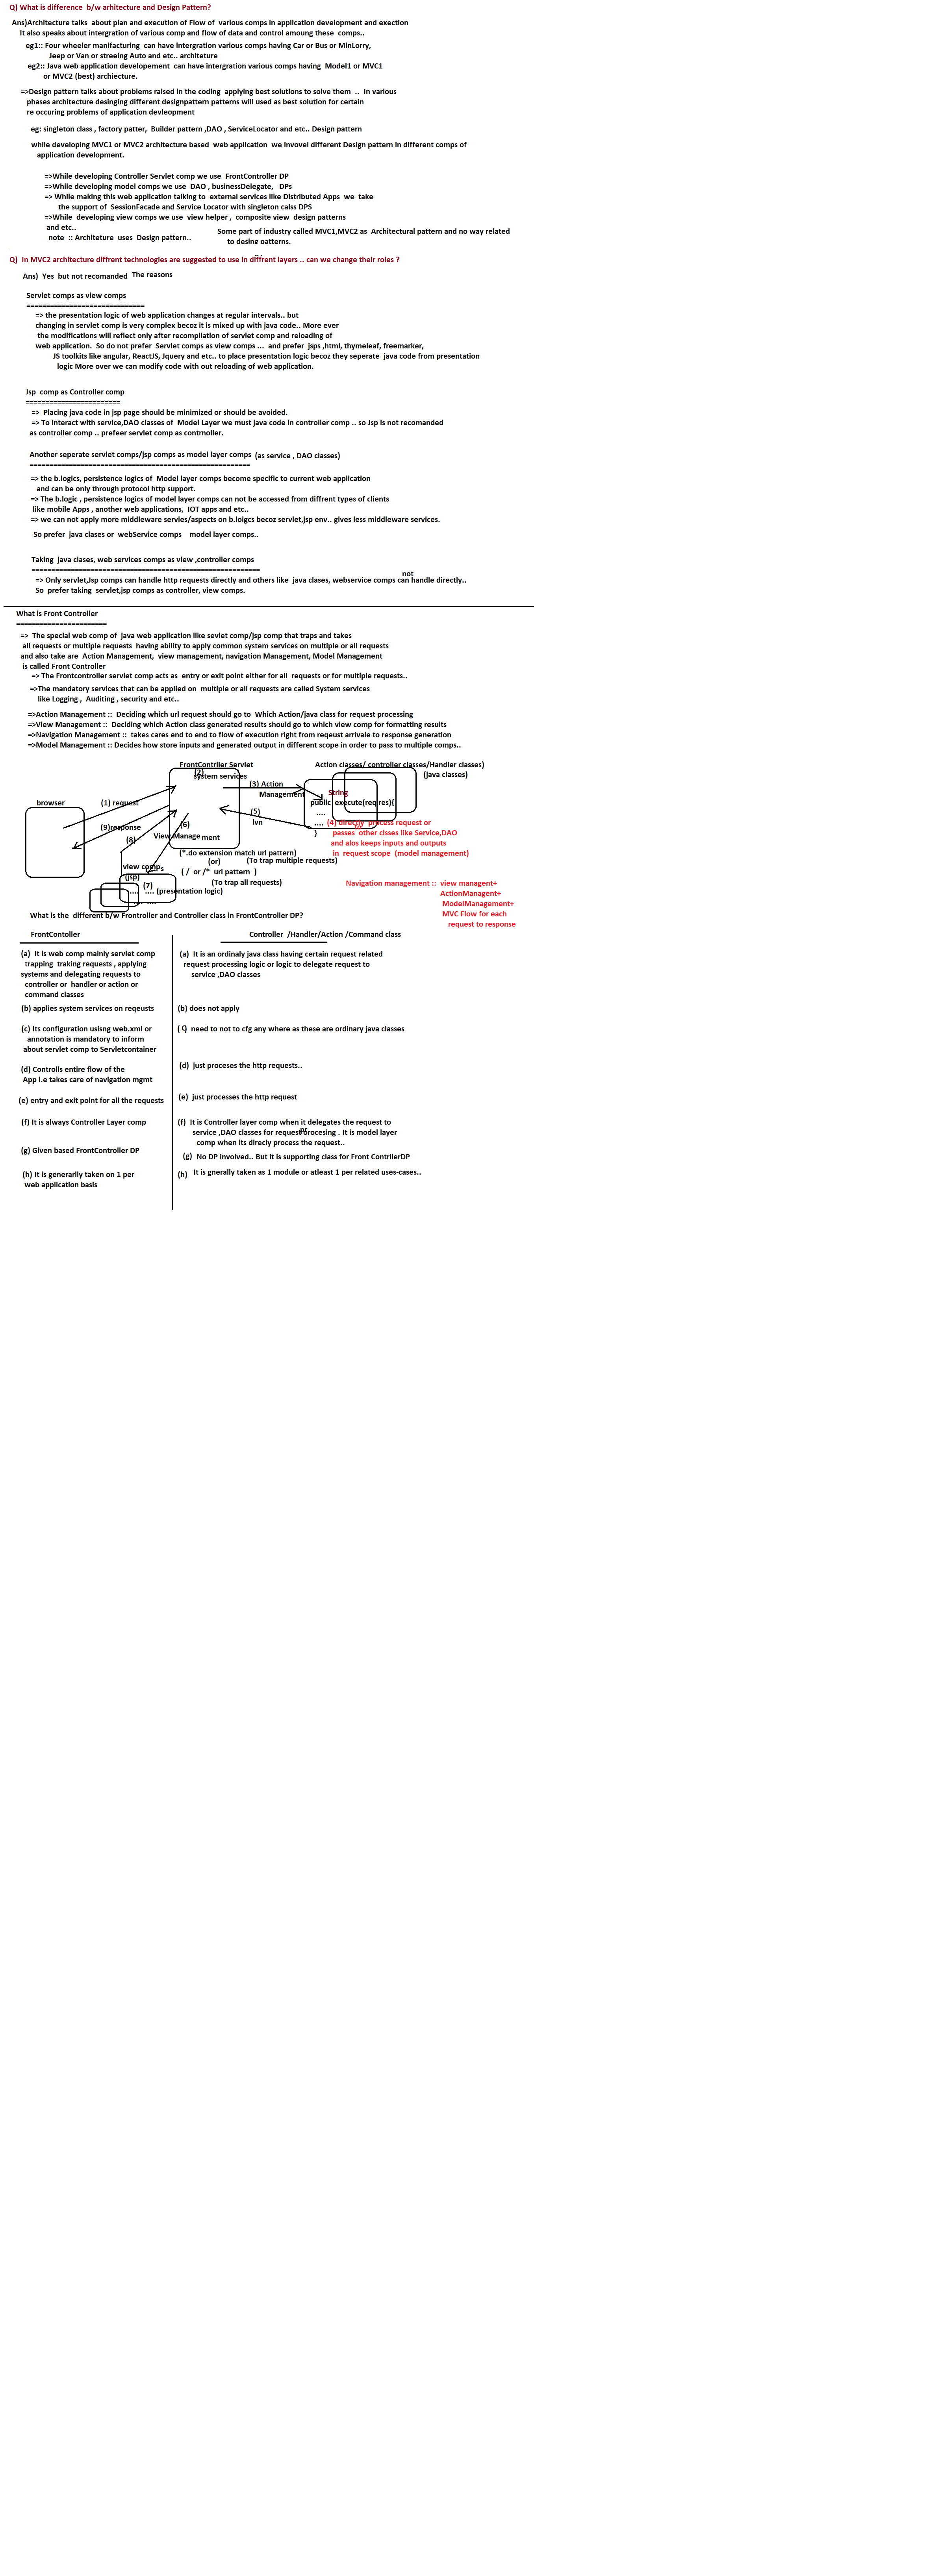 Q) What is difference b/w arhitecture and Design Pattern?
Ans)Architecture talks about plan and execution of Flow of various comps in application development and exection
It also speaks about intergration of various comp and flow of data and control amoung these comps..
eg1:: Four wheeler manifacturing can have intergration various comps having Car or Bus or MinLorry,
Jeep or Van or streeing Auto and etc.. architeture
eg2:: Java web application developement can have intergration various comps having Model1 or MVC1
or MVC2 (best) archiecture.
=>Design pattern talks about problems raised in the coding applying best solutions to solve them .. In various
phases architecture desinging different designpattern patterns will used as best solution for certain
re occuring problems of application devleopment
eg: singleton class , factory patter, Builder pattern ,DAO , ServiceLocator and etc.. Design pattern
while developing MVC1 or MVC2 architecture based web application we invovel different Design pattern in different comps of
application development.
=>While developing Controller Servlet comp we use FrontController DP
=>While developing model comps we use DAO , businessDelegate, DPs
=> While making this web application talking to external services like Distributed Apps we take
the support of SessionFacade and Service Locator with singleton calss DPS
=>While developing view comps we use view helper , composite view design patterns
and etc..
note :: Architeture uses Design pattern..
Some part of industry called MVC1,MVC2 as Architectural pattern and no way related
to desing patterns.
Q) In MVC2 architecture diffrent technologies are suggested to use in diffrent layers .. can we change their roles ?
Ans) Yes but not recomanded The reasons
Servlet comps as view comps
==============================
=> the presentation logic of web application changes at regular intervals.. but
changing in servlet comp is very complex becoz it is mixed up with java code.. More ever
the modifications will reflect only after recompilation of servlet comp and reloading of
web application. So do not prefer Servlet comps as view comps ... and prefer jsps ,html, thymeleaf, freemarker,
JS toolkits like angular, ReactJS, Jquery and etc.. to place presentation logic becoz they seperate java code from presentation
logic More over we can modify code with out reloading of web application.
Jsp comp as Controller comp
========================
=> Placing java code in jsp page should be minimized or should be avoided.
=> To interact with service,DAO classes of Model Layer we must java code in controller comp .. so Jsp is not recomanded
as controller comp .. prefeer servlet comp as contrnoller.
Another seperate servlet comps/jsp comps as model layer comps (as service , DAO classes)
========================================================
=> the b.logics, persistence logics of Model layer comps become specific to current web application
and can be only through protocol http support.
=> The b.logic , persistence logics of model layer comps can not be accessed from diffrent types of clients
like mobile Apps , another web applications, IOT apps and etc..
=> we can not apply more middleware servies/aspects on b.loigcs becoz servlet,jsp env.. gives less middleware services.
So prefer java clases or webService comps model layer comps..
Taking java clases, web services comps as view ,controller comps
==========================================================
not
=> Only servlet,Jsp comps can handle http requests directly and others like java clases, webservice comps can handle directly..
So prefer taking servlet,jsp comps as controller, view comps.
What is Front Controller
=======================
=> The special web comp of java web application like sevlet comp/jsp comp that traps and takes
all requests or multiple requests having ability to apply common system services on multiple or all requests
and also take are Action Management, view management, navigation Management, Model Management
is called Front Controller
=> The Frontcontroller servlet comp acts as entry or exit point either for all requests or for multiple requests..
=>The mandatory services that can be applied on multiple or all requests are called System services
like Logging , Auditing , security and etc..
=>Action Management :: Deciding which url request should go to Which Action/java class for request processing
=>View Management :: Deciding which Action class generated results should go to which view comp for formatting results
=>Navigation Management :: takes cares end to end to flow of execution right from reqeust arrivale to response generation
=>Model Management :: Decides how store inputs and generated output in different scope in order to pass to multiple comps..
FrontContrller Servlet
Action classes/ controller classes/Handler classes)
(java classes)
(2)
system services
(3) Action
Management
String
public execute(req,res){
....
....
}
browser
(1) request
(5)
lvn
(4) directly process request or
passes other clsses like Service,DAO
and alos keeps inputs and outputs
in request scope (model management)
(9)response
(6)
(8)
View Manage ment
(*.do extension match url pattern)
(or) (To trap multiple requests)
view comps
(jsp)
( / or /* url pattern )
(To trap all requests)
(7)
.... .... (presentation logic)
.... ....
Navigation management :: view managent+
ActionManagent+
ModelManagement+
MVC Flow for each
request to response
What is the different b/w Frontroller and Controller class in FrontController DP?
FrontContoller
Controller /Handler/Action /Command class
(a) It is web comp mainly servlet comp
trapping traking requests , applying
systems and delegating requests to
controller or handler or action or
command classes
(a) It is an ordinaly java class having certain request related
request processing logic or logic to delegate request to
service ,DAO classes
(b) applies system services on reqeusts
(b) does not apply
(c) Its configuration usisng web.xml or
annotation is mandatory to inform
about servlet comp to Servletcontainer
( c) need to not to cfg any where as these are ordinary java classes
(d) Controlls entire flow of the
App i.e takes care of navigation mgmt
(d) just proceses the http requests..
(e) entry and exit point for all the requests
(e) just processes the http request
(f) It is always Controller Layer comp
(f) It is Controller layer comp when it delegates the request to
service ,DAO classes for request procesing . It is model layer
or
comp when its direcly process the request..
(g) Given based FrontController DP
(g) No DP involved.. But it is supporting class for Front ContrllerDP
(h) It is generarlly taken on 1 per
web application basis
(h) It is gnerally taken as 1 module or atleast 1 per related uses-cases..